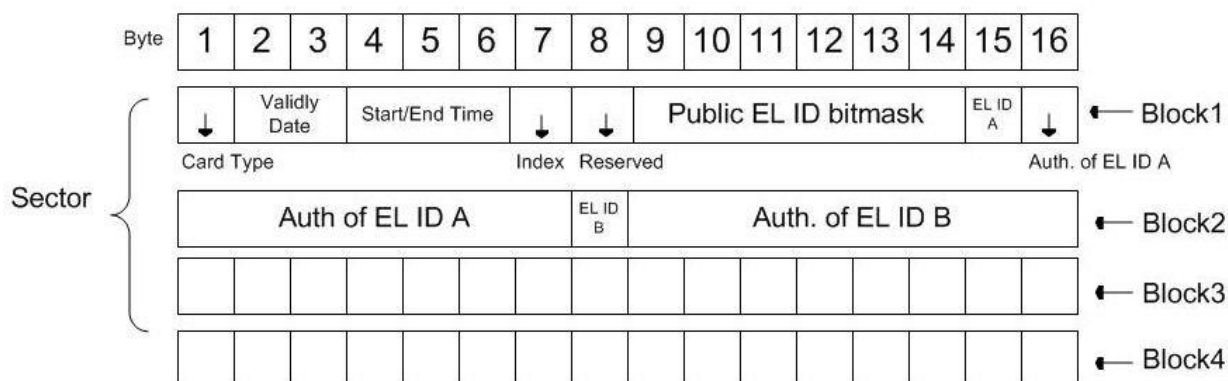 Byte 1 2 3 4 5 6 7 8 9 10 11 12 13 14 15 16
Validly
Date
Start/End Time
Public EL ID bitmask
EL ID
A
Block1
Card Type
Index
Reserved
Auth. of EL ID A
Sector
Auth of EL ID A
EL ID
B
Auth. of EL ID B
Block2
Block3
Block4